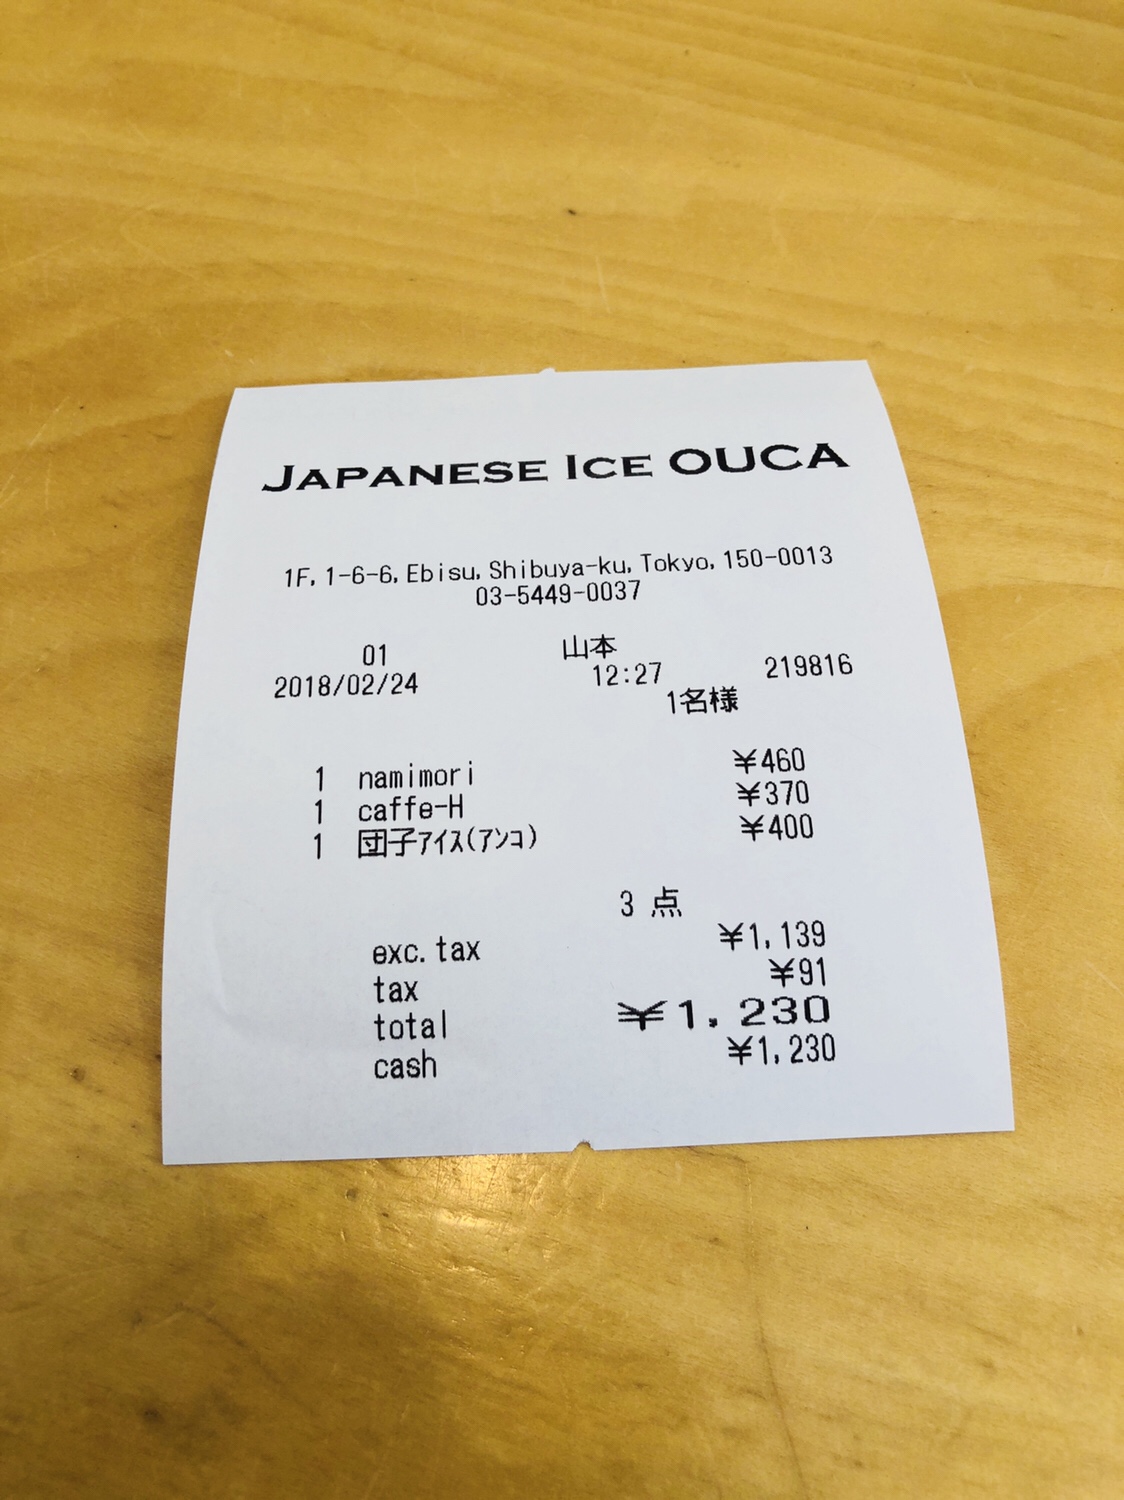 JAPANESE ICE OUCA
1F, 1-6-6, Ebisu, Shibuya-ku, Tokyo, 150-0013
03-5449-0037
01 山本
2018/02/24 12:27 219816
1名様
1 namimori ¥460
1 caffe-H ¥370
1 団子ｱｲｽ(ｱﾝｺ) ¥400
3 点
exc. tax ¥1,139
tax ¥91
total ¥1,230
cash ¥1,230